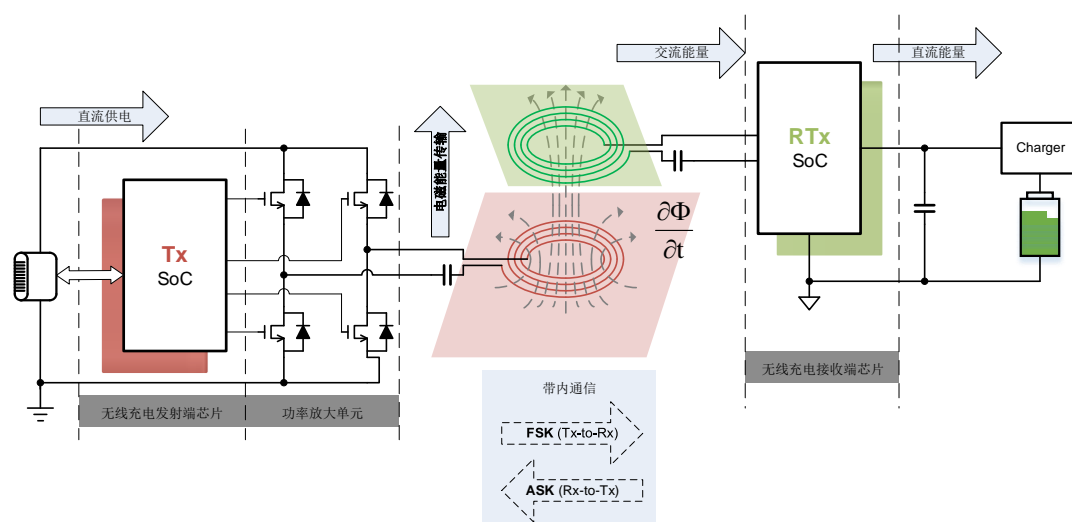 交流能量
直流能量
直流供电
电磁能量传输
RTx
SoC
Charger
Tx
SoC
∂Φ
∂t
无线充电发射端芯片
功率放大单元
无线充电接收端芯片
带内通信
FSK (Tx-to-Rx)
ASK (Rx-to-Tx)